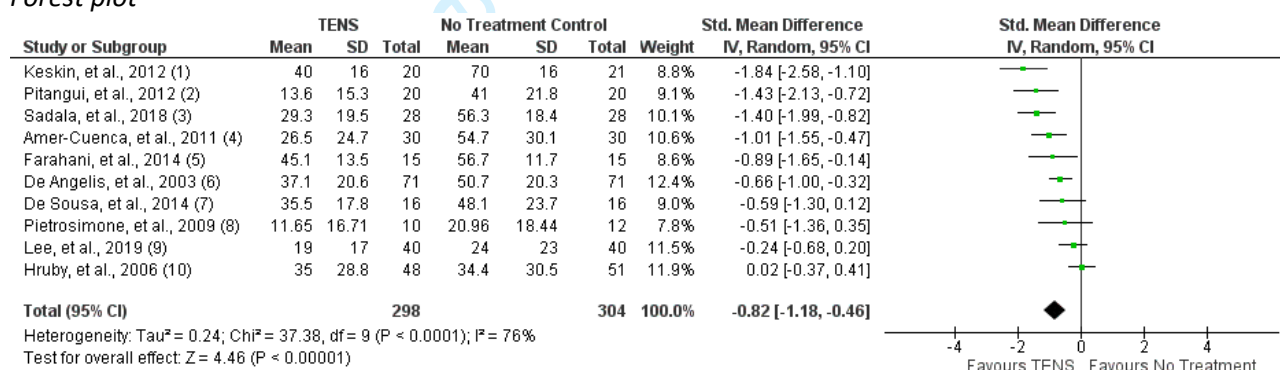 Forest plot
TENS No Treatment Control Std. Mean Difference Std. Mean Difference
Study or Subgroup Mean SD Total Mean SD Total Weight IV, Random, 95% CI IV, Random, 95% CI
Keskin, et al., 2012 (1) 40 16 20 70 16 21 8.8% -1.84 [-2.58, -1.10]
Pitangui, et al., 2012 (2) 13.6 15.3 20 41 21.8 20 9.1% -1.43 [-2.13, -0.72]
Sadala, et al., 2018 (3) 29.3 19.5 28 56.3 18.4 28 10.1% -1.40 [-1.99, -0.82]
Amer-Cuenca, et al., 2011 (4) 26.5 24.7 30 54.7 30.1 30 10.6% -1.01 [-1.55, -0.47]
Farahani, et al., 2014 (5) 45.1 13.5 15 56.7 11.7 15 8.6% -0.89 [-1.65, -0.14]
De Angelis, et al., 2003 (6) 37.1 20.6 71 50.7 20.3 71 12.4% -0.66 [-1.00, -0.32]
De Sousa, et al., 2014 (7) 35.5 17.8 16 48.1 23.7 16 9.0% -0.59 [-1.30, 0.12]
Pietrosimone, et al., 2009 (8) 11.65 16.71 10 20.96 18.44 12 7.8% -0.51 [-1.36, 0.35]
Lee, et al., 2019 (9) 19 17 40 24 23 40 11.5% -0.24 [-0.68, 0.20]
Hruby, et al., 2006 (10) 35 28.8 48 34.4 30.5 51 11.9% 0.02 [-0.37, 0.41]
Total (95% CI) 298 304 100.0% -0.82 [-1.18, -0.46]
Heterogeneity: Tau² = 0.24; Chi² = 37.38, df = 9 (P < 0.0001); I² = 76%
Test for overall effect: Z = 4.46 (P < 0.00001)
-4 -2 0 2 4
Favours TENS Favours No Treatment